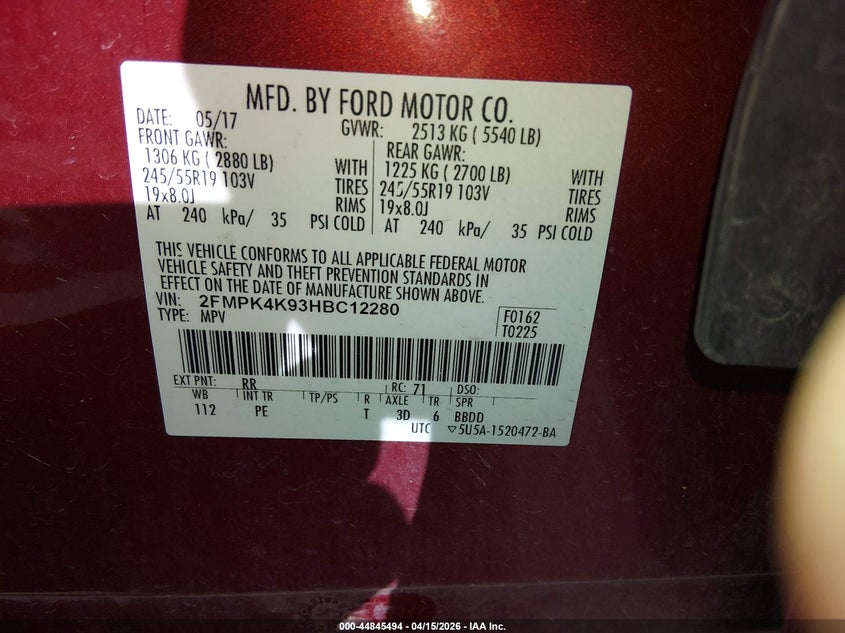 MFD. BY FORD MOTOR CO.
DATE: 05/17 GVWR: 2513 KG ( 5540 LB)
FRONT GAWR: REAR GAWR:
1306 KG ( 2880 LB) WITH 1225 KG ( 2700 LB) WITH
245/55R19 103V TIRES 245/55R19 103V TIRES
19x8.0J RIMS 19x8.0J RIMS
AT 240 kPa/ 35 PSI COLD AT 240 kPa/ 35 PSI COLD
THIS VEHICLE CONFORMS TO ALL APPLICABLE FEDERAL MOTOR
VEHICLE SAFETY AND THEFT PREVENTION STANDARDS IN
EFFECT ON THE DATE OF MANUFACTURE SHOWN ABOVE.
VIN: 2FMPK4K93HBC12280 F0162
TYPE: MPV T0225
EXT PNT: RR RC: 71 DSO:
WB INT TR TP/PS R AXLE TR SPR
112 PE T 3D 6 BBDD
UTC ▽5U5A-1520472-BA
000-44845494 - 04/15/2026 - IAA Inc.